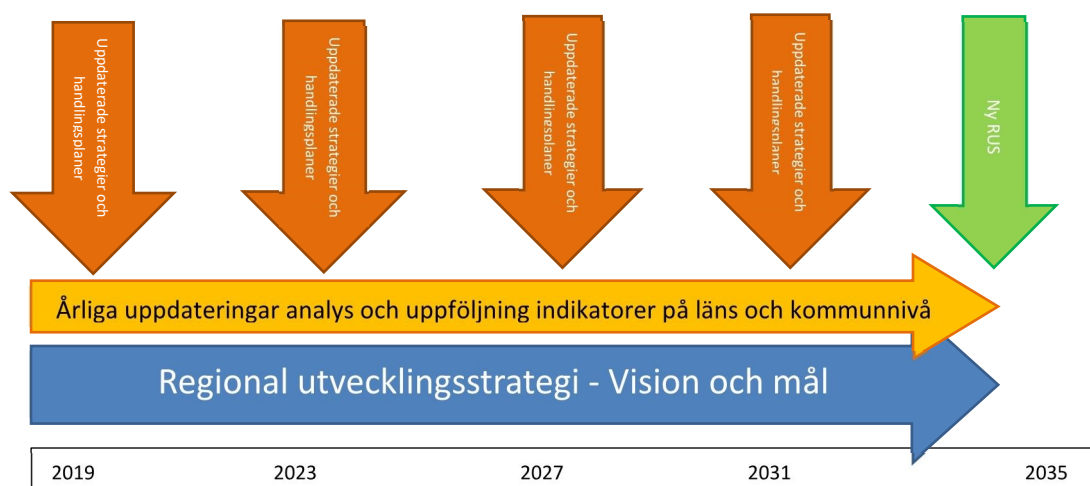 Uppdaterade strategier och
handlingsplaner
Uppdaterade strategier och
handlingsplaner
Uppdaterade strategier och
handlingsplaner
Uppdaterade strategier och
handlingsplaner
Ny RUS
Årliga uppdateringar analys och uppföljning indikatorer på läns och kommunnivå
Regional utvecklingsstrategi - Vision och mål
2019 2023 2027 2031 2035